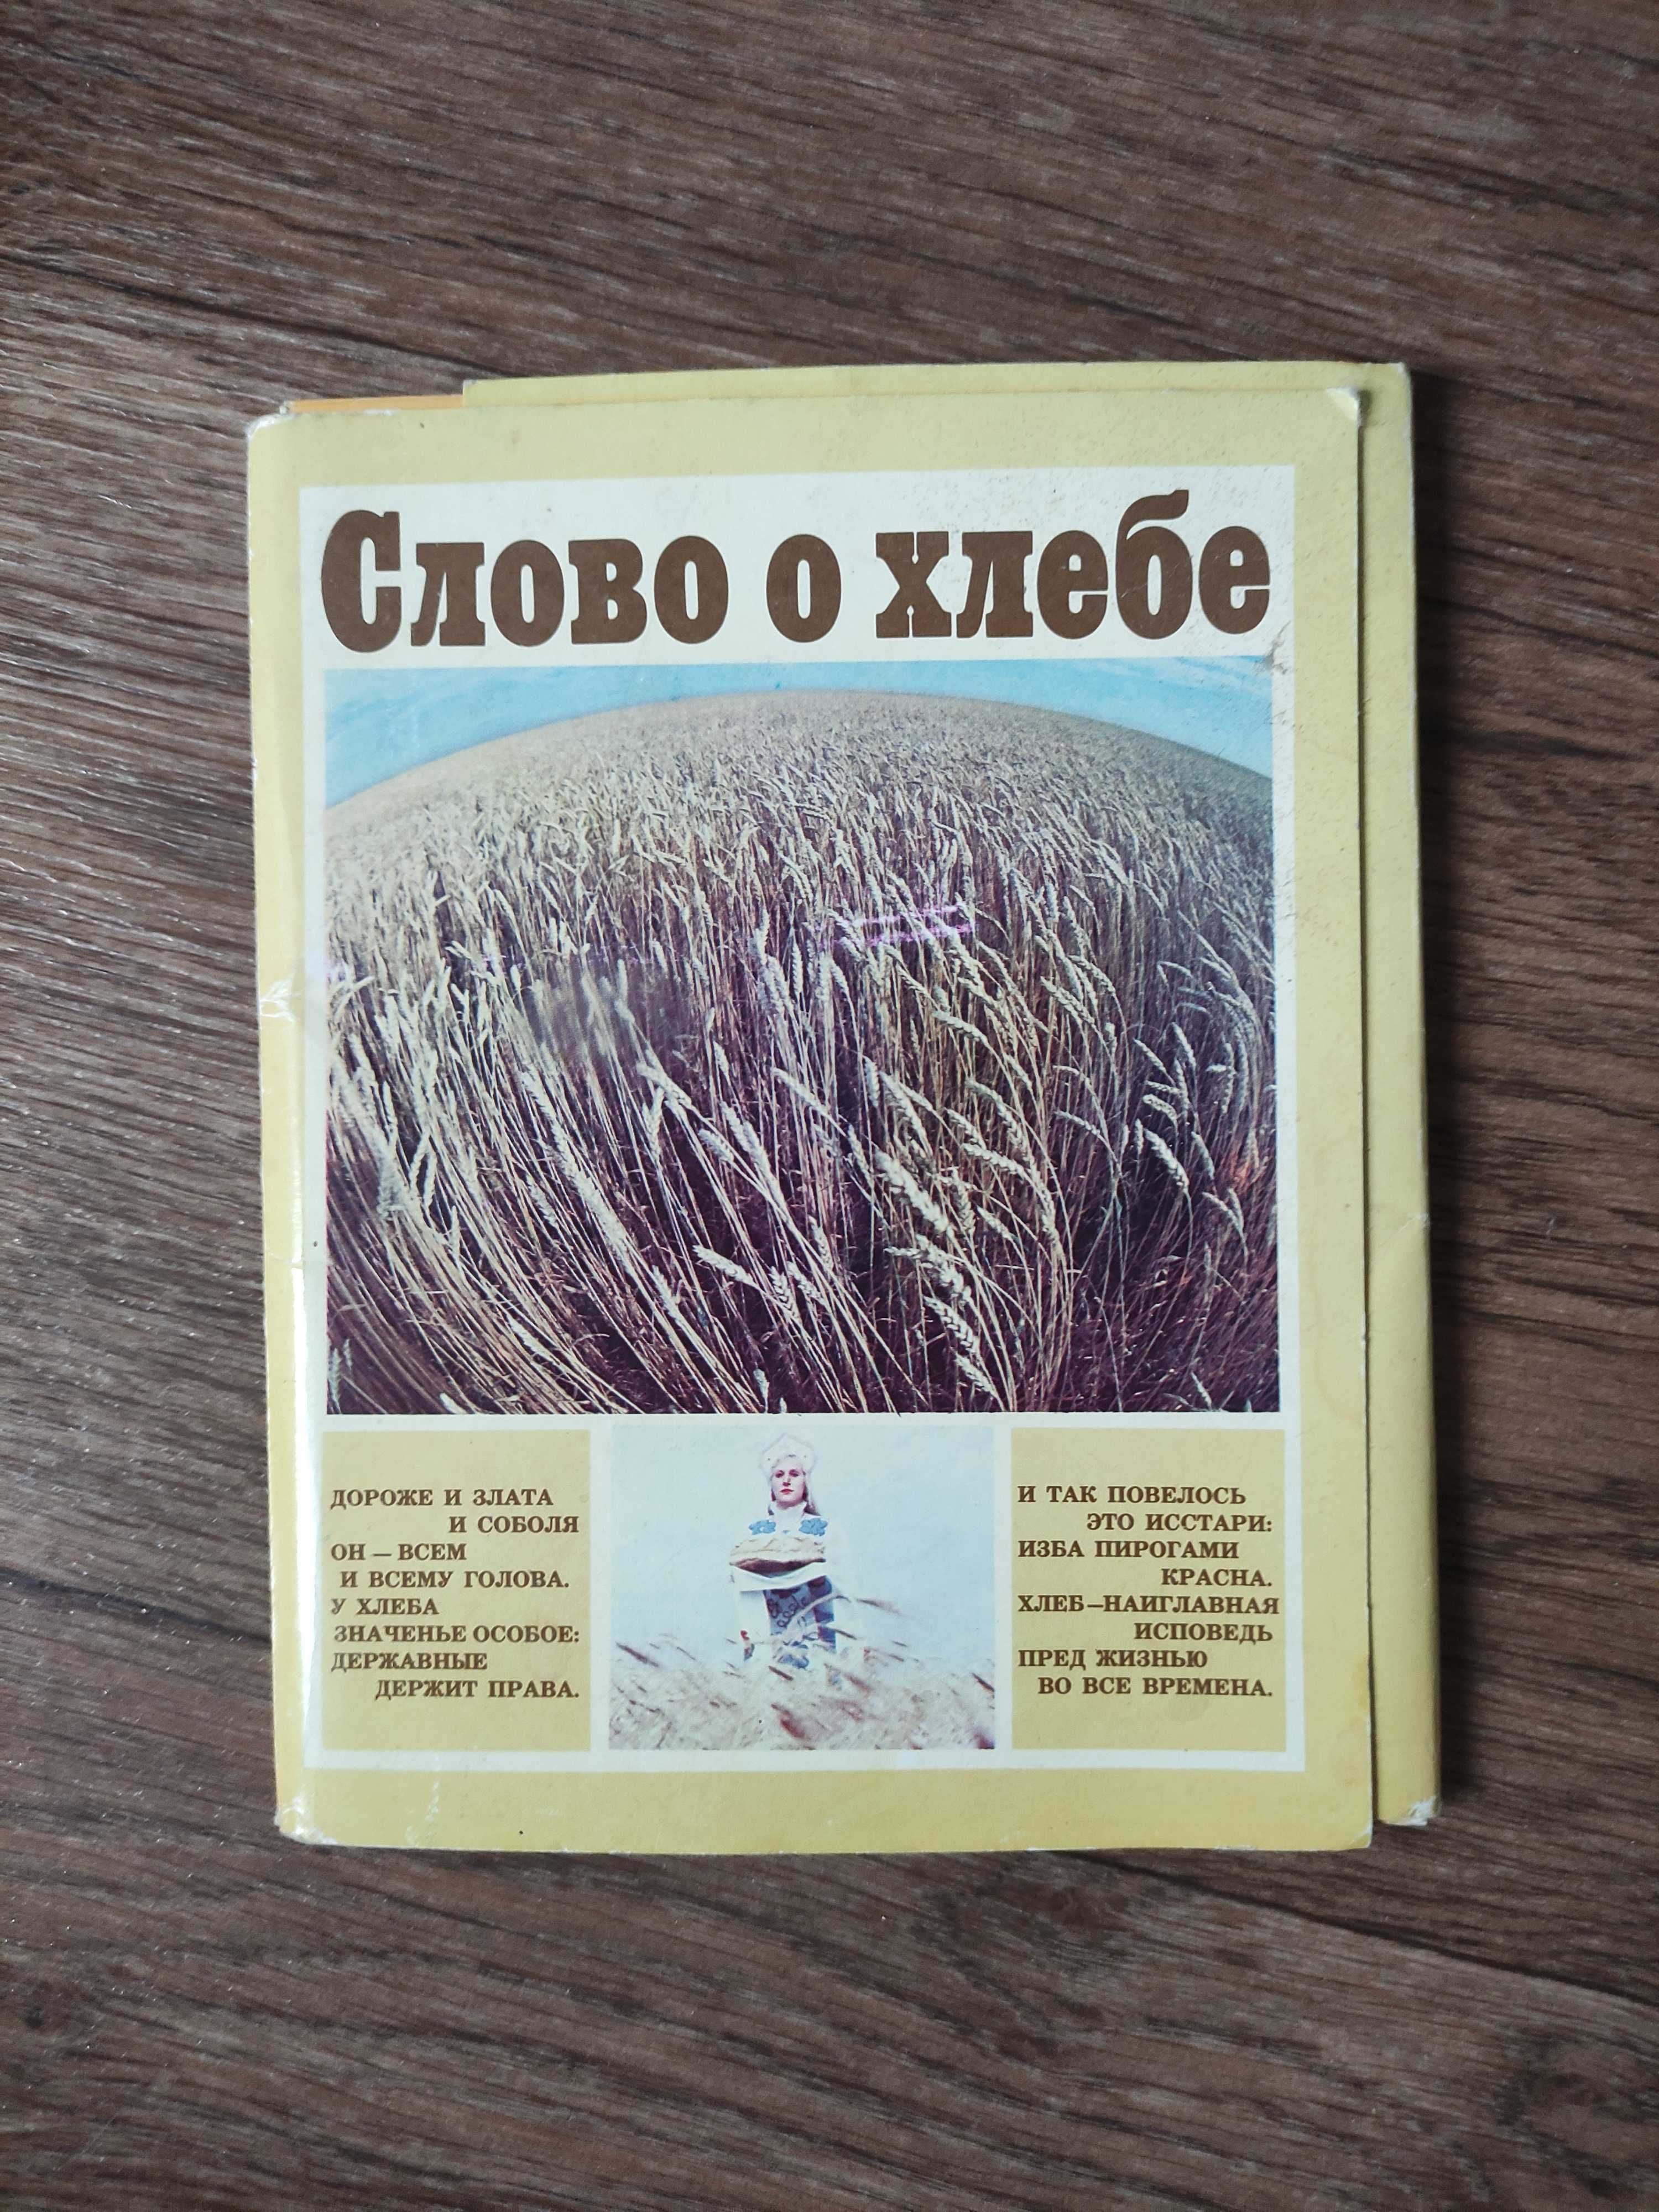 Слово о хлебе
ДОРОЖЕ И ЗЛАТА
И СОБОЛЯ
ОН — ВСЕМ
И ВСЕМУ ГОЛОВА.
У ХЛЕБА
ЗНАЧЕНЬЕ ОСОБОЕ:
ДЕРЖАВНЫЕ
ДЕРЖИТ ПРАВА.
И ТАК ПОВЕЛОСЬ
ЭТО ИССТАРИ:
ИЗБА ПИРОГАМИ
КРАСНА.
ХЛЕБ—НАИГЛАВНАЯ
ИСПОВЕДЬ
ПРЕД ЖИЗНЬЮ
ВО ВСЕ ВРЕМЕНА.